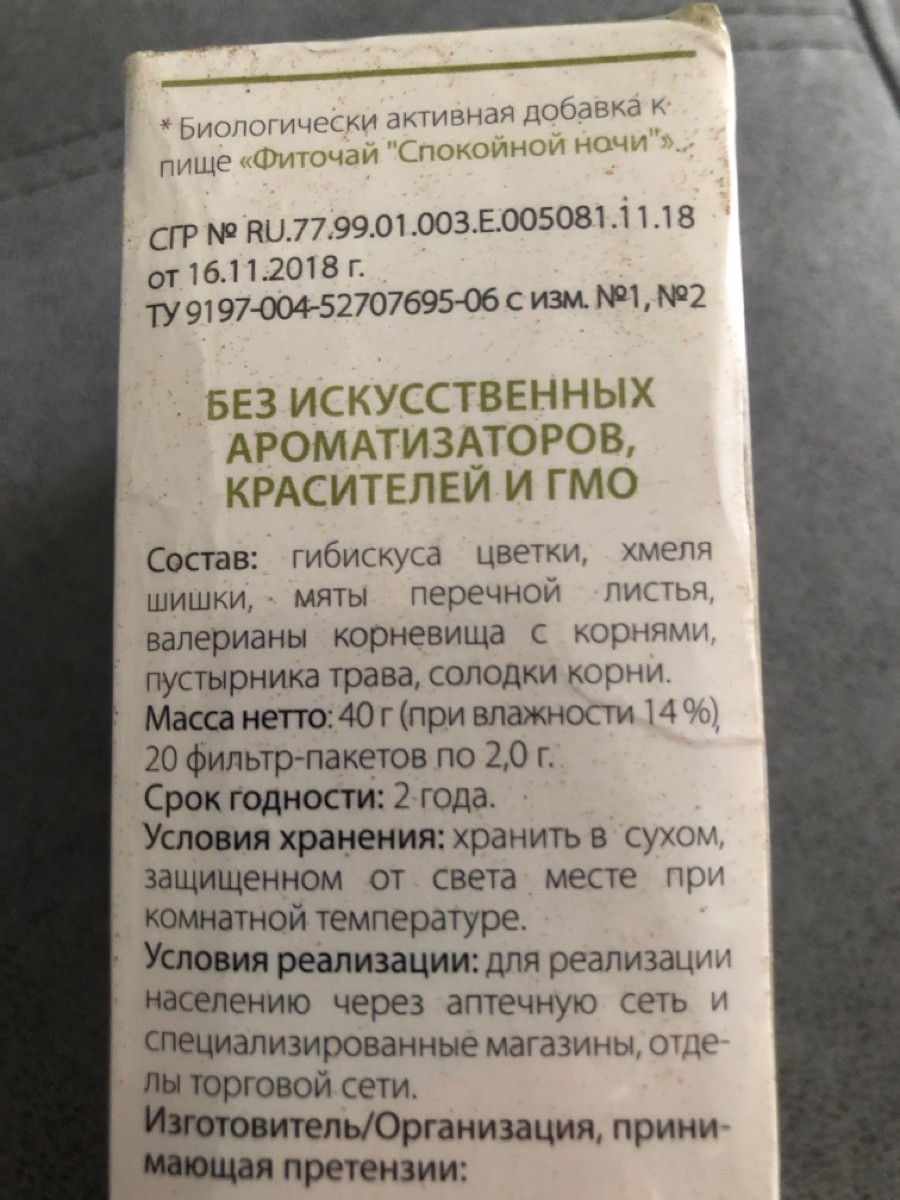 * Биологически активная добавка к
пище «Фиточай "Спокойной ночи"».
СГР № RU.77.99.01.003.E.005081.11.18
от 16.11.2018 г.
ТУ 9197-004-52707695-06 с изм. №1, №2
БЕЗ ИСКУССТВЕННЫХ
АРОМАТИЗАТОРОВ,
КРАСИТЕЛЕЙ И ГМО
Состав: гибискуса цветки, хмеля
шишки, мяты перечной листья,
валерианы корневища с корнями,
пустырника трава, солодки корни.
Масса нетто: 40 г (при влажности 14 %),
20 фильтр-пакетов по 2,0 г.
Срок годности: 2 года.
Условия хранения: хранить в сухом,
защищенном от света месте при
комнатной температуре.
Условия реализации: для реализации
населению через аптечную сеть и
специализированные магазины, отде-
лы торговой сети.
Изготовитель/Организация, прини-
мающая претензии: